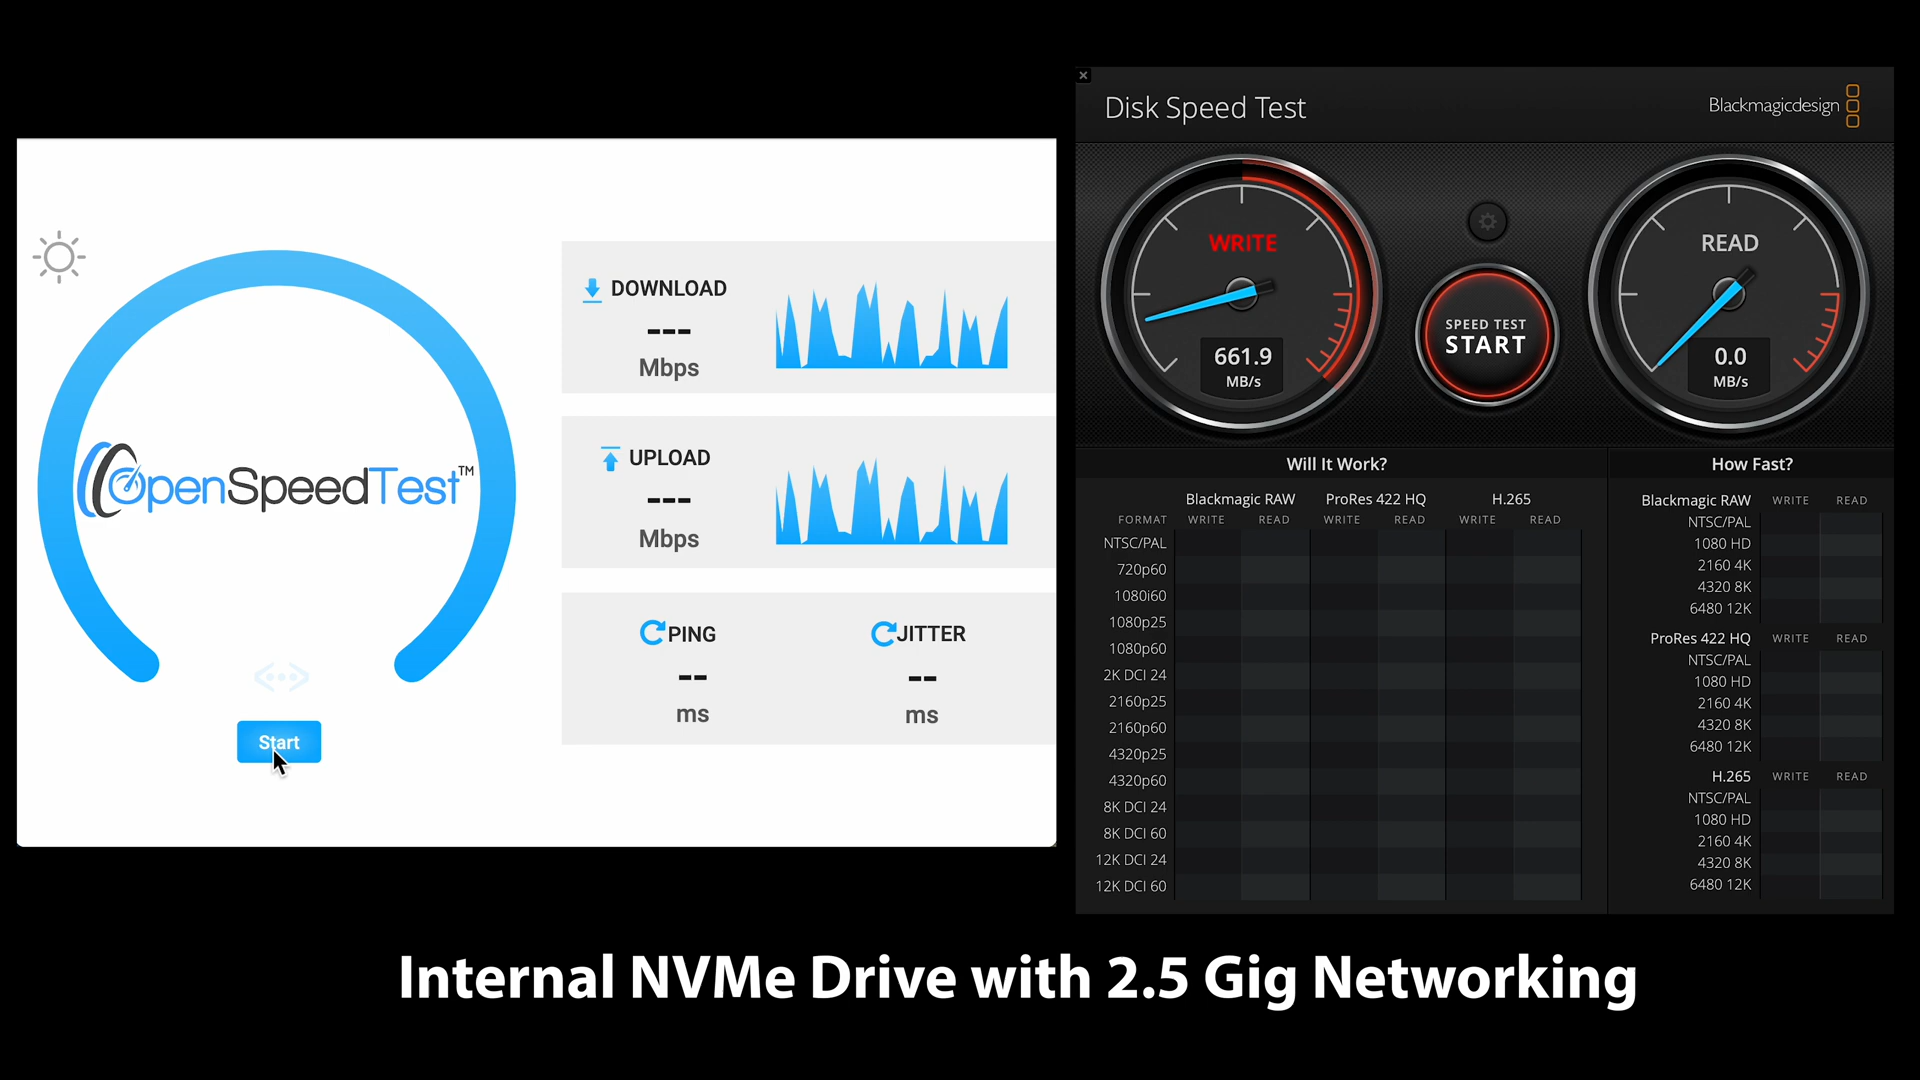 OpenSpeedTest™
Start
DOWNLOAD
---
Mbps
UPLOAD
---
Mbps
PING
--
ms
JITTER
--
ms
Disk Speed Test
Blackmagicdesign
WRITE
661.9
MB/s
SPEED TEST
START
READ
0.0
MB/s
Will It Work?
Blackmagic RAW ProRes 422 HQ H.265
FORMAT WRITE READ WRITE READ WRITE READ
NTSC/PAL
720p60
1080i60
1080p25
1080p60
2K DCI 24
2160p25
2160p60
4320p25
4320p60
8K DCI 24
8K DCI 60
12K DCI 24
12K DCI 60
How Fast?
Blackmagic RAW WRITE READ
NTSC/PAL
1080 HD
2160 4K
4320 8K
6480 12K
ProRes 422 HQ WRITE READ
NTSC/PAL
1080 HD
2160 4K
4320 8K
6480 12K
H.265 WRITE READ
NTSC/PAL
1080 HD
2160 4K
4320 8K
6480 12K
Internal NVMe Drive with 2.5 Gig Networking